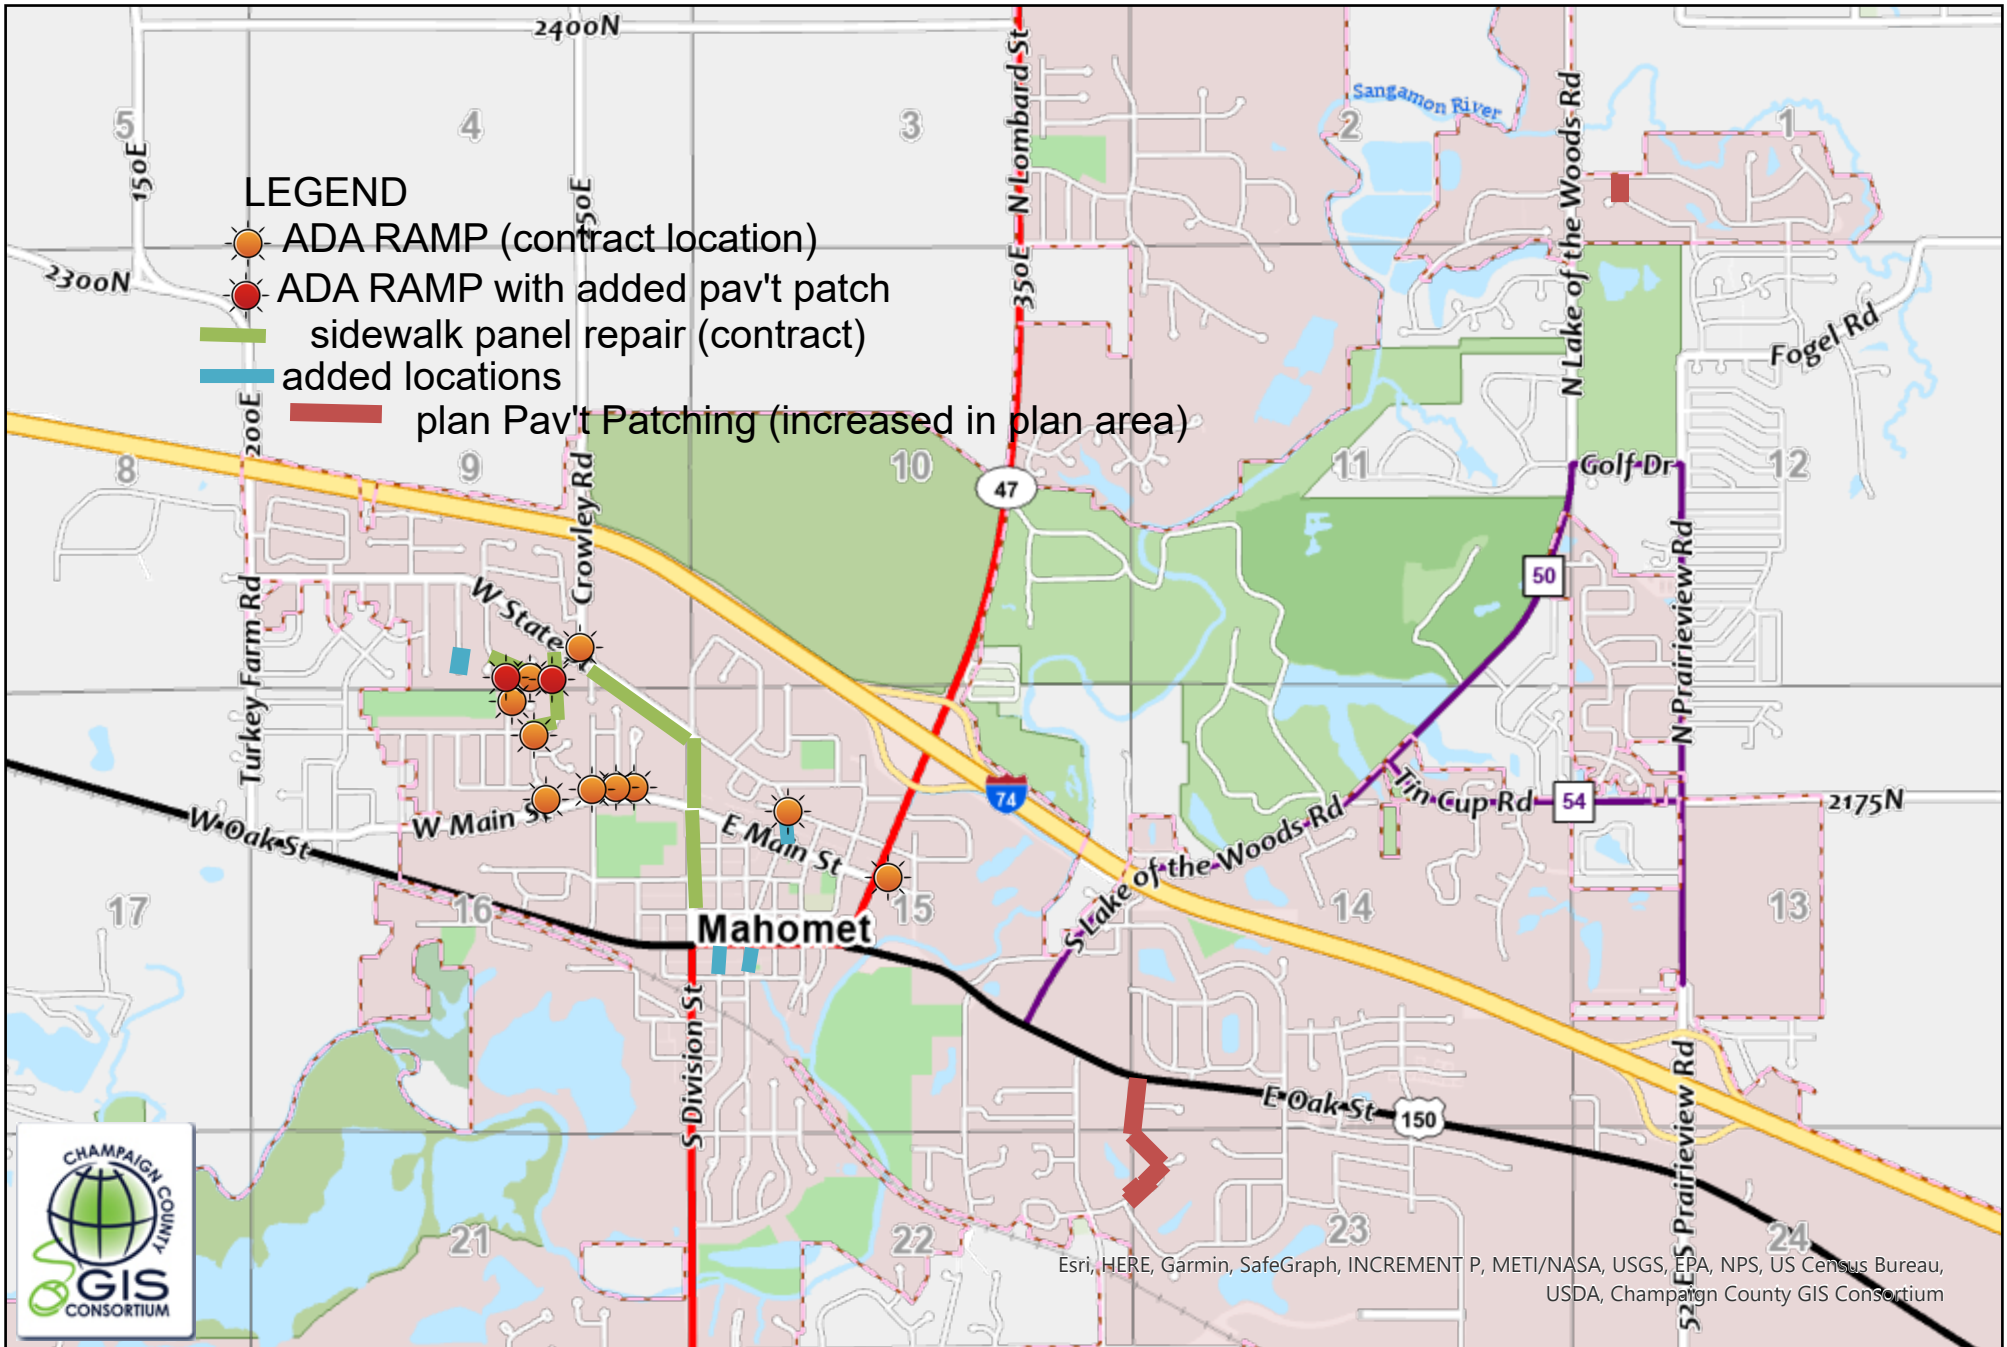 2400N
N Lombard St
Sangamon River
N Lake of the Woods Rd
5
4
3
2
1
150E
250E
LEGEND
ADA RAMP (contract location)
ADA RAMP with added pav't patch
sidewalk panel repair (contract)
added locations
plan Pav't Patching (increased in plan area)
2300N
350E
Fogel Rd
200E
8
9
10
11
12
47
Golf Dr
Crowley Rd
N Prairieview Rd
50
W State
Turkey Farm Rd
74
Tin Cup Rd
54
2175N
W Oak St
W Main St
E Main St
S Lake of the Woods Rd
17
16
15
14
13
Mahomet
S Division St
E Oak St
150
S Prairieview Rd
21
22
23
24
CHAMPAIGN COUNTY
GIS
CONSORTIUM
Esri, HERE, Garmin, SafeGraph, INCREMENT P, METI/NASA, USGS, EPA, NPS, US Census Bureau,
USDA, Champaign County GIS Consortium